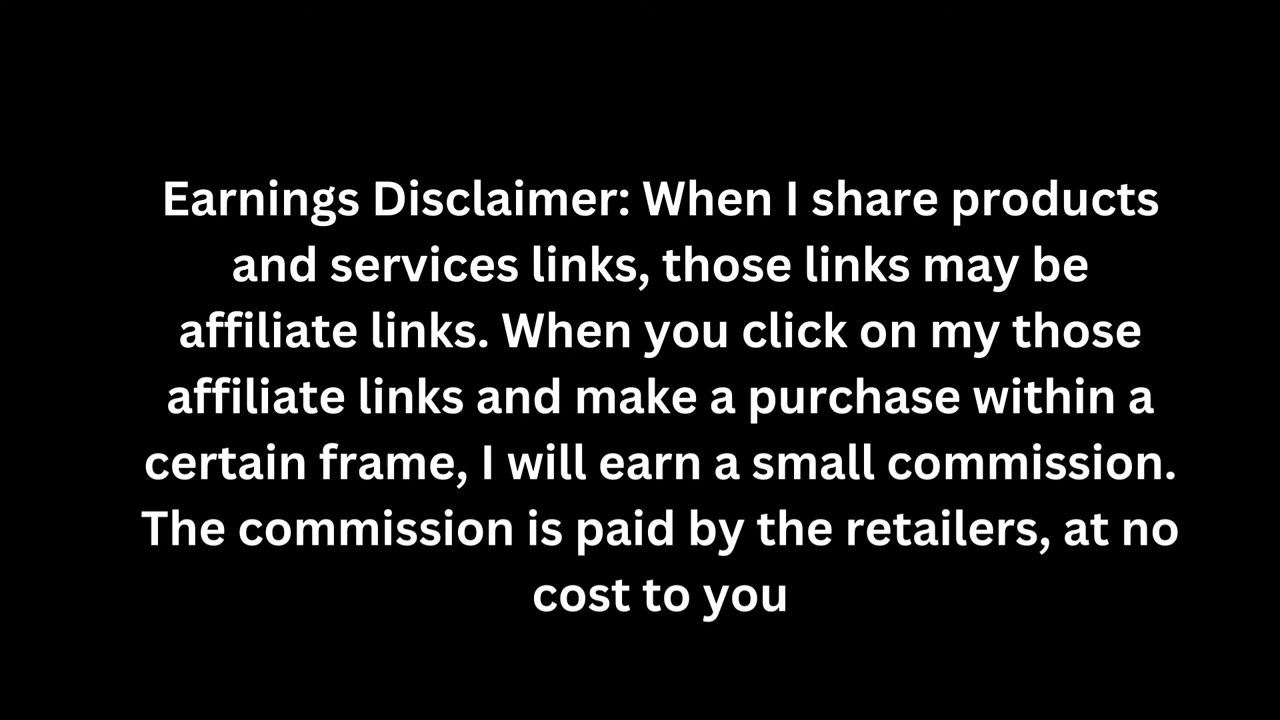 Earnings Disclaimer: When I share products
and services links, those links may be
affiliate links. When you click on my those
affiliate links and make a purchase within a
certain frame, I will earn a small commission.
The commission is paid by the retailers, at no
cost to you